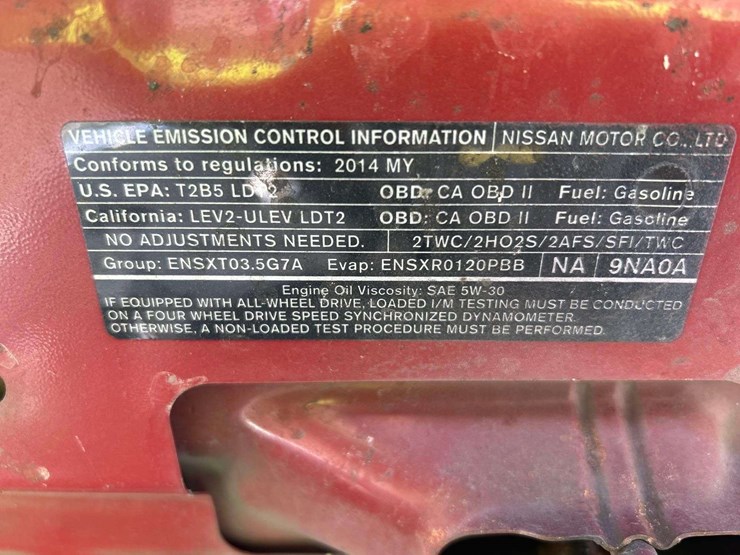 VEHICLE EMISSION CONTROL INFORMATION NISSAN MOTOR CO., LTD
Conforms to regulations: 2014 MY
U.S. EPA: T2B5 LDT2 OBD: CA OBD II Fuel: Gasoline
California: LEV2-ULEV LDT2 OBD: CA OBD II Fuel: Gasoline
NO ADJUSTMENTS NEEDED. 2TWC/2HO2S/2AFS/SFI/TWC
Group: ENSXT03.5G7A Evap: ENSXR0120PBB NA 9NA0A
Engine Oil Viscosity: SAE 5W-30
IF EQUIPPED WITH ALL-WHEEL DRIVE, LOADED I/M TESTING MUST BE CONDUCTED
ON A FOUR WHEEL DRIVE SPEED SYNCHRONIZED DYNAMOMETER.
OTHERWISE, A NON-LOADED TEST PROCEDURE MUST BE PERFORMED.